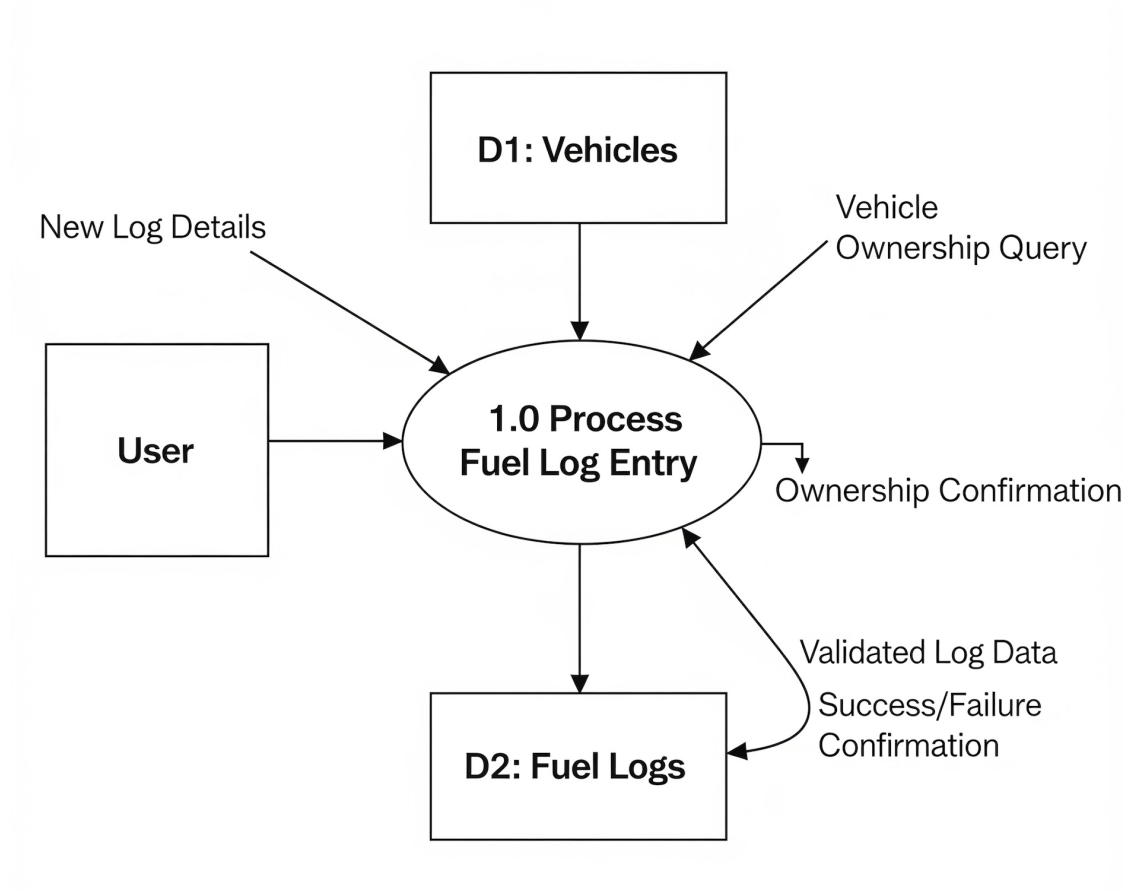 D1: Vehicles
New Log Details
Vehicle
Ownership Query
User
1.0 Process
Fuel Log Entry
Ownership Confirmation
Validated Log Data
Success/Failure
Confirmation
D2: Fuel Logs